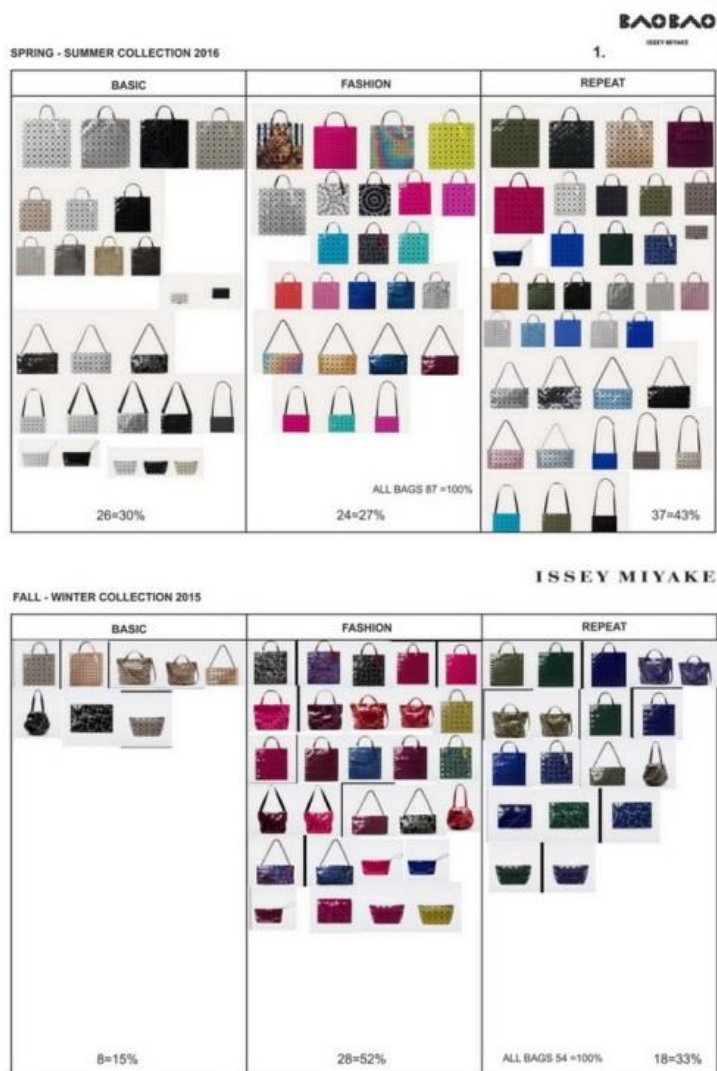 BAOBAO
ISSEY MIYAKE
SPRING - SUMMER COLLECTION 2016
1.
BASIC
FASHION
REPEAT
ALL BAGS 87 =100%
26=30%
24=27%
37=43%
ISSEY MIYAKE
FALL - WINTER COLLECTION 2015
BASIC
FASHION
REPEAT
8=15%
28=52%
ALL BAGS 54 =100%
18=33%